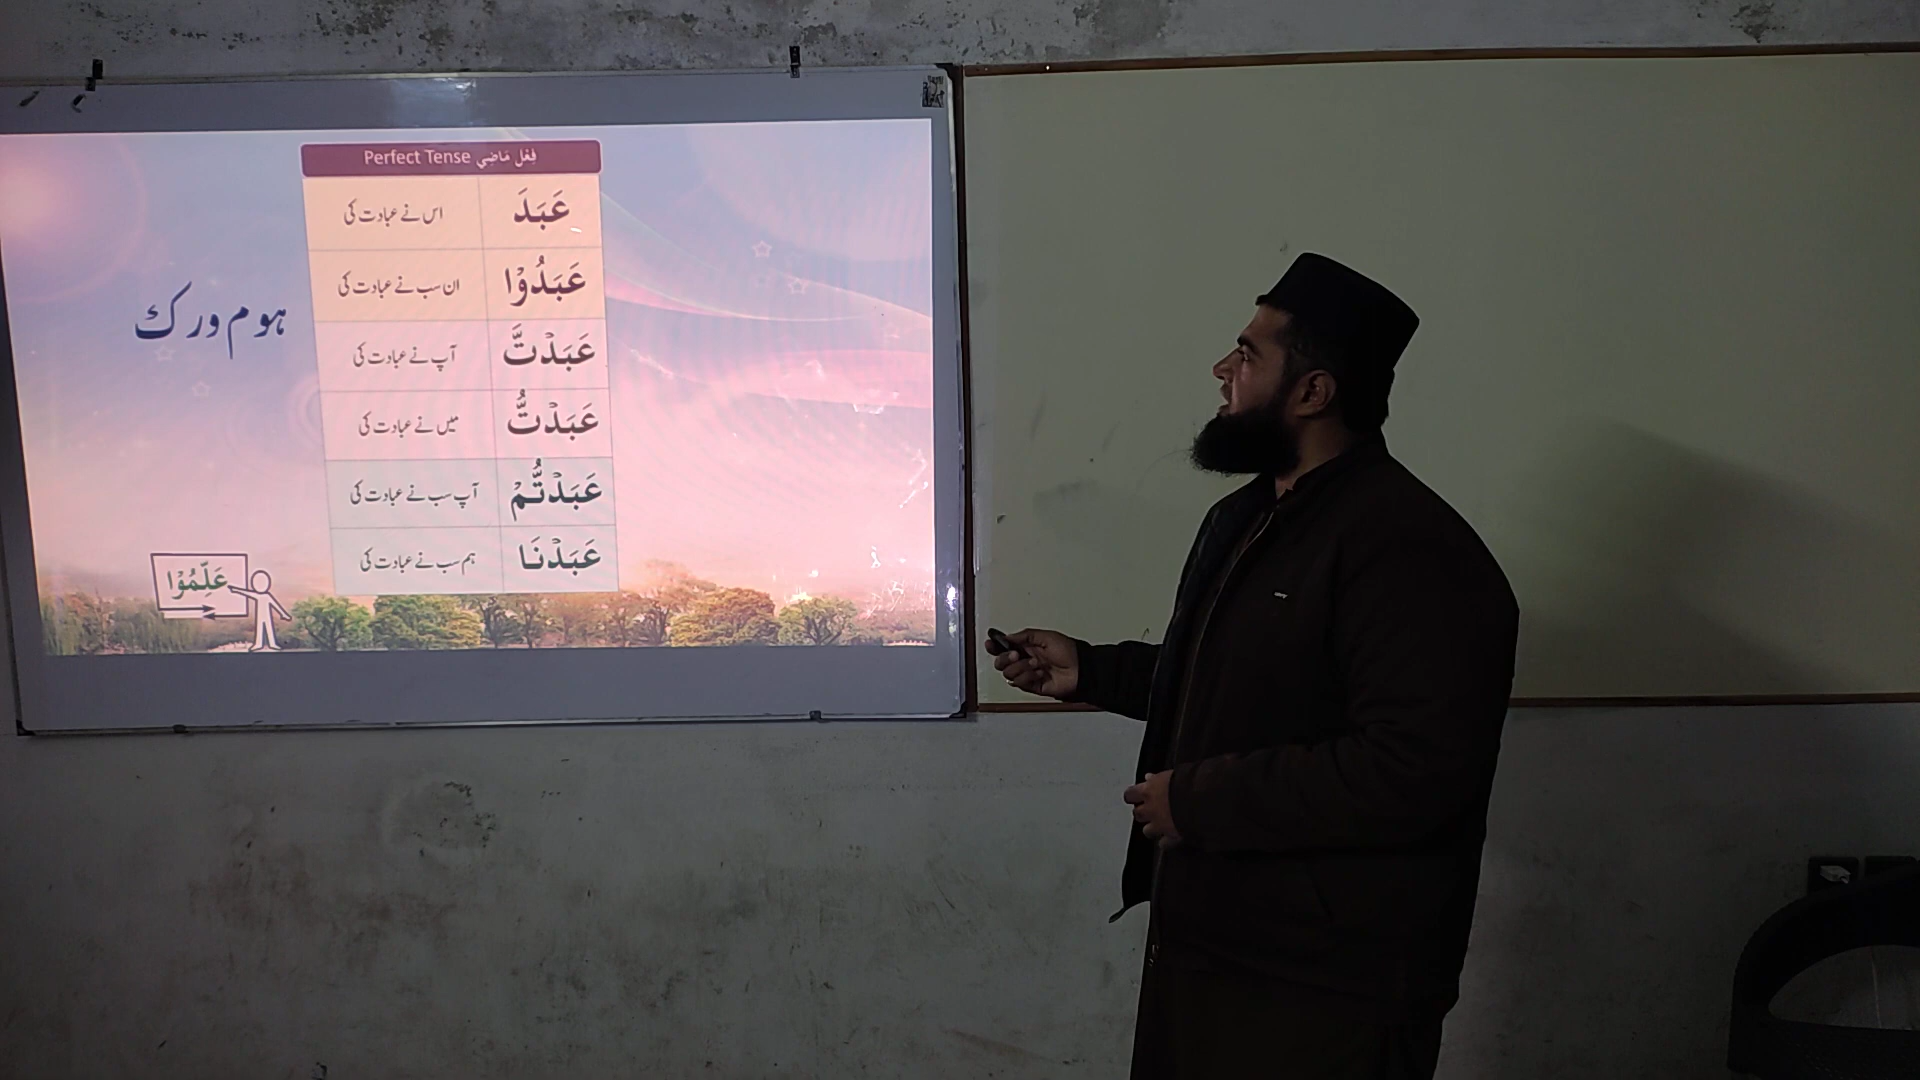 فِعْل مَاضِي Perfect Tense
عَبَدَ اس نے عبادت کی
عَبَدُوْا ان سب نے عبادت کی
عَبَدْتَّ آپ نے عبادت کی
عَبَدْتُّ میں نے عبادت کی
عَبَدْتُّمْ آپ سب نے عبادت کی
عَبَدْنَا ہم سب نے عبادت کی
ہوم ورک
عَلِّمُوْا